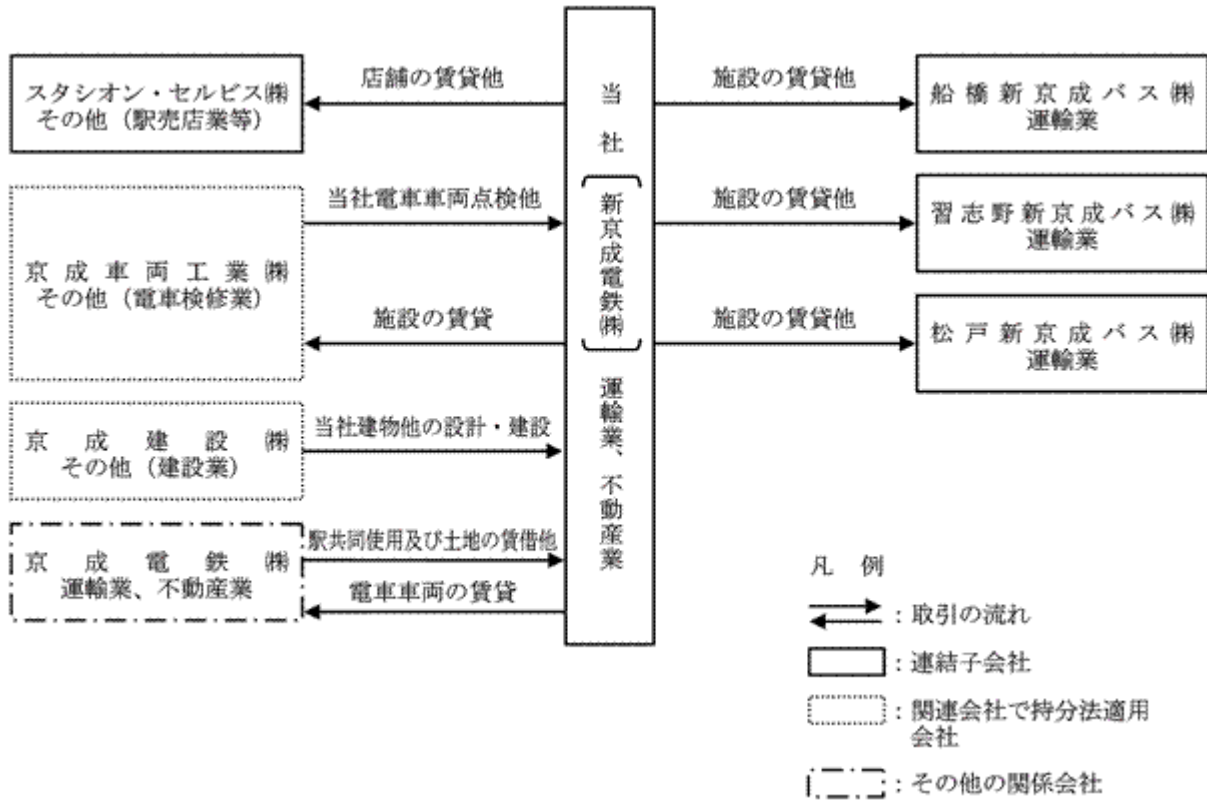 スタシオン・セルビス㈱
その他（駅売店業等）
店舗の賃貸他
京成車両工業㈱
その他（電車検修業）
当社電車車両点検他
施設の賃貸
京成建設㈱
その他（建設業）
当社建物他の設計・建設
京成電鉄㈱
運輸業、不動産業
駅共同使用及び土地の賃借他
電車車両の賃貸
当社
新京成電鉄㈱
運輸業、不動産業
施設の賃貸他
船橋新京成バス㈱
運輸業
施設の賃貸他
習志野新京成バス㈱
運輸業
施設の賃貸他
松戸新京成バス㈱
運輸業
凡例
：取引の流れ
：連結子会社
：関連会社で持分法適用
会社
：その他の関係会社